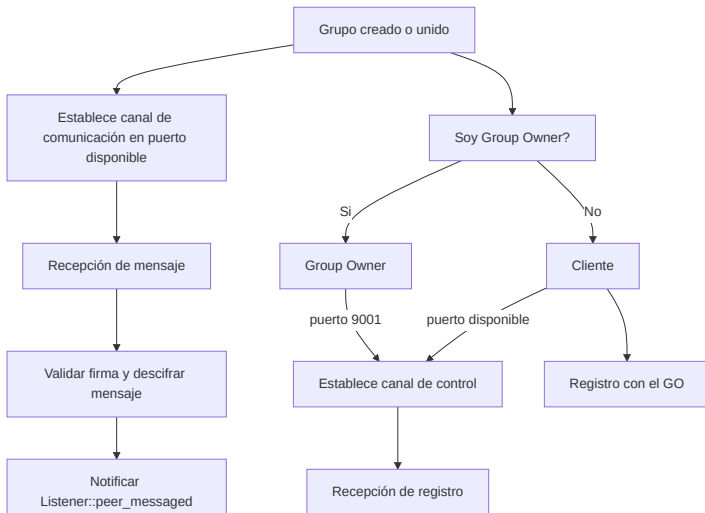 Grupo creado o unido
Establece canal de
comunicación en puerto
disponible
Soy Group Owner?
Si
No
Recepción de mensaje
Group Owner
Cliente
puerto 9001
puerto disponible
Validar firma y descifrar
mensaje
Establece canal de control
Registro con el GO
Notificar
Listener::peer_messaged
Recepción de registro